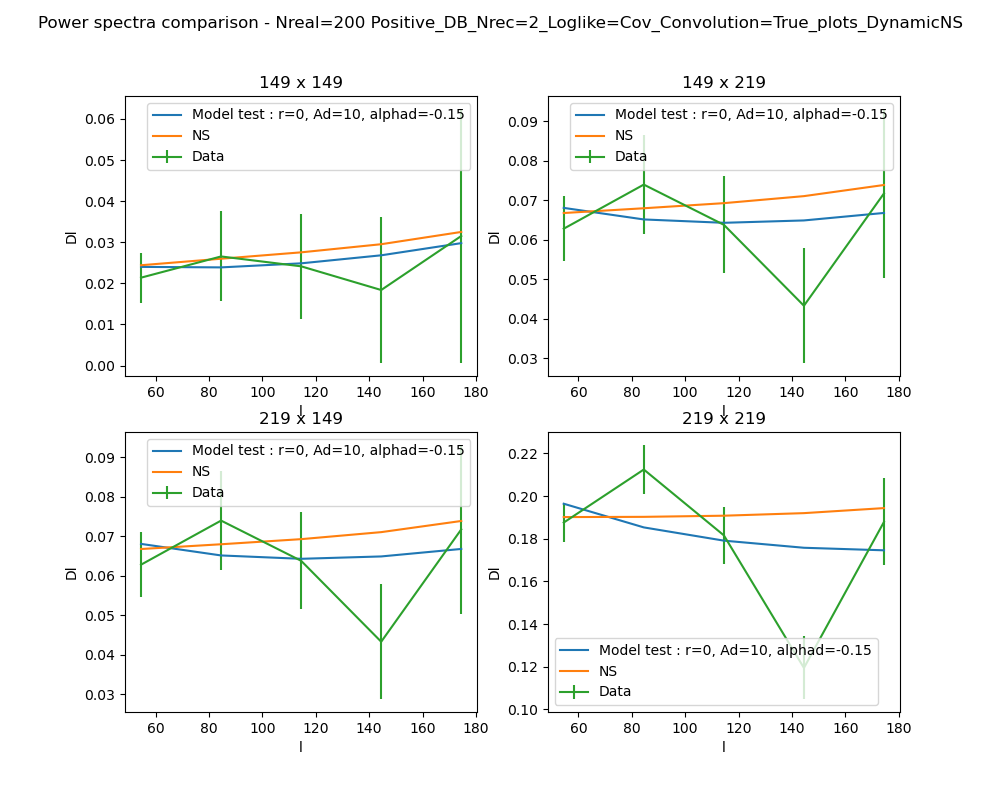 Power spectra comparison - Nreal=200 Positive_DB_Nrec=2_Loglike=Cov_Convolution=True_plots_DynamicNS
149 x 149
Model test : r=0, Ad=10, alphad=-0.15
NS
Data
Dl
0.06
0.05
0.04
0.03
0.02
0.01
0.00
60 80 100 120 140 160 180
l
149 x 219
Model test : r=0, Ad=10, alphad=-0.15
NS
Data
Dl
0.09
0.08
0.07
0.06
0.05
0.04
0.03
60 80 100 120 140 160 180
l
219 x 149
Model test : r=0, Ad=10, alphad=-0.15
NS
Data
Dl
0.09
0.08
0.07
0.06
0.05
0.04
0.03
60 80 100 120 140 160 180
l
219 x 219
Dl
0.22
0.20
0.18
0.16
0.14
0.12
0.10
Model test : r=0, Ad=10, alphad=-0.15
NS
Data
60 80 100 120 140 160 180
l